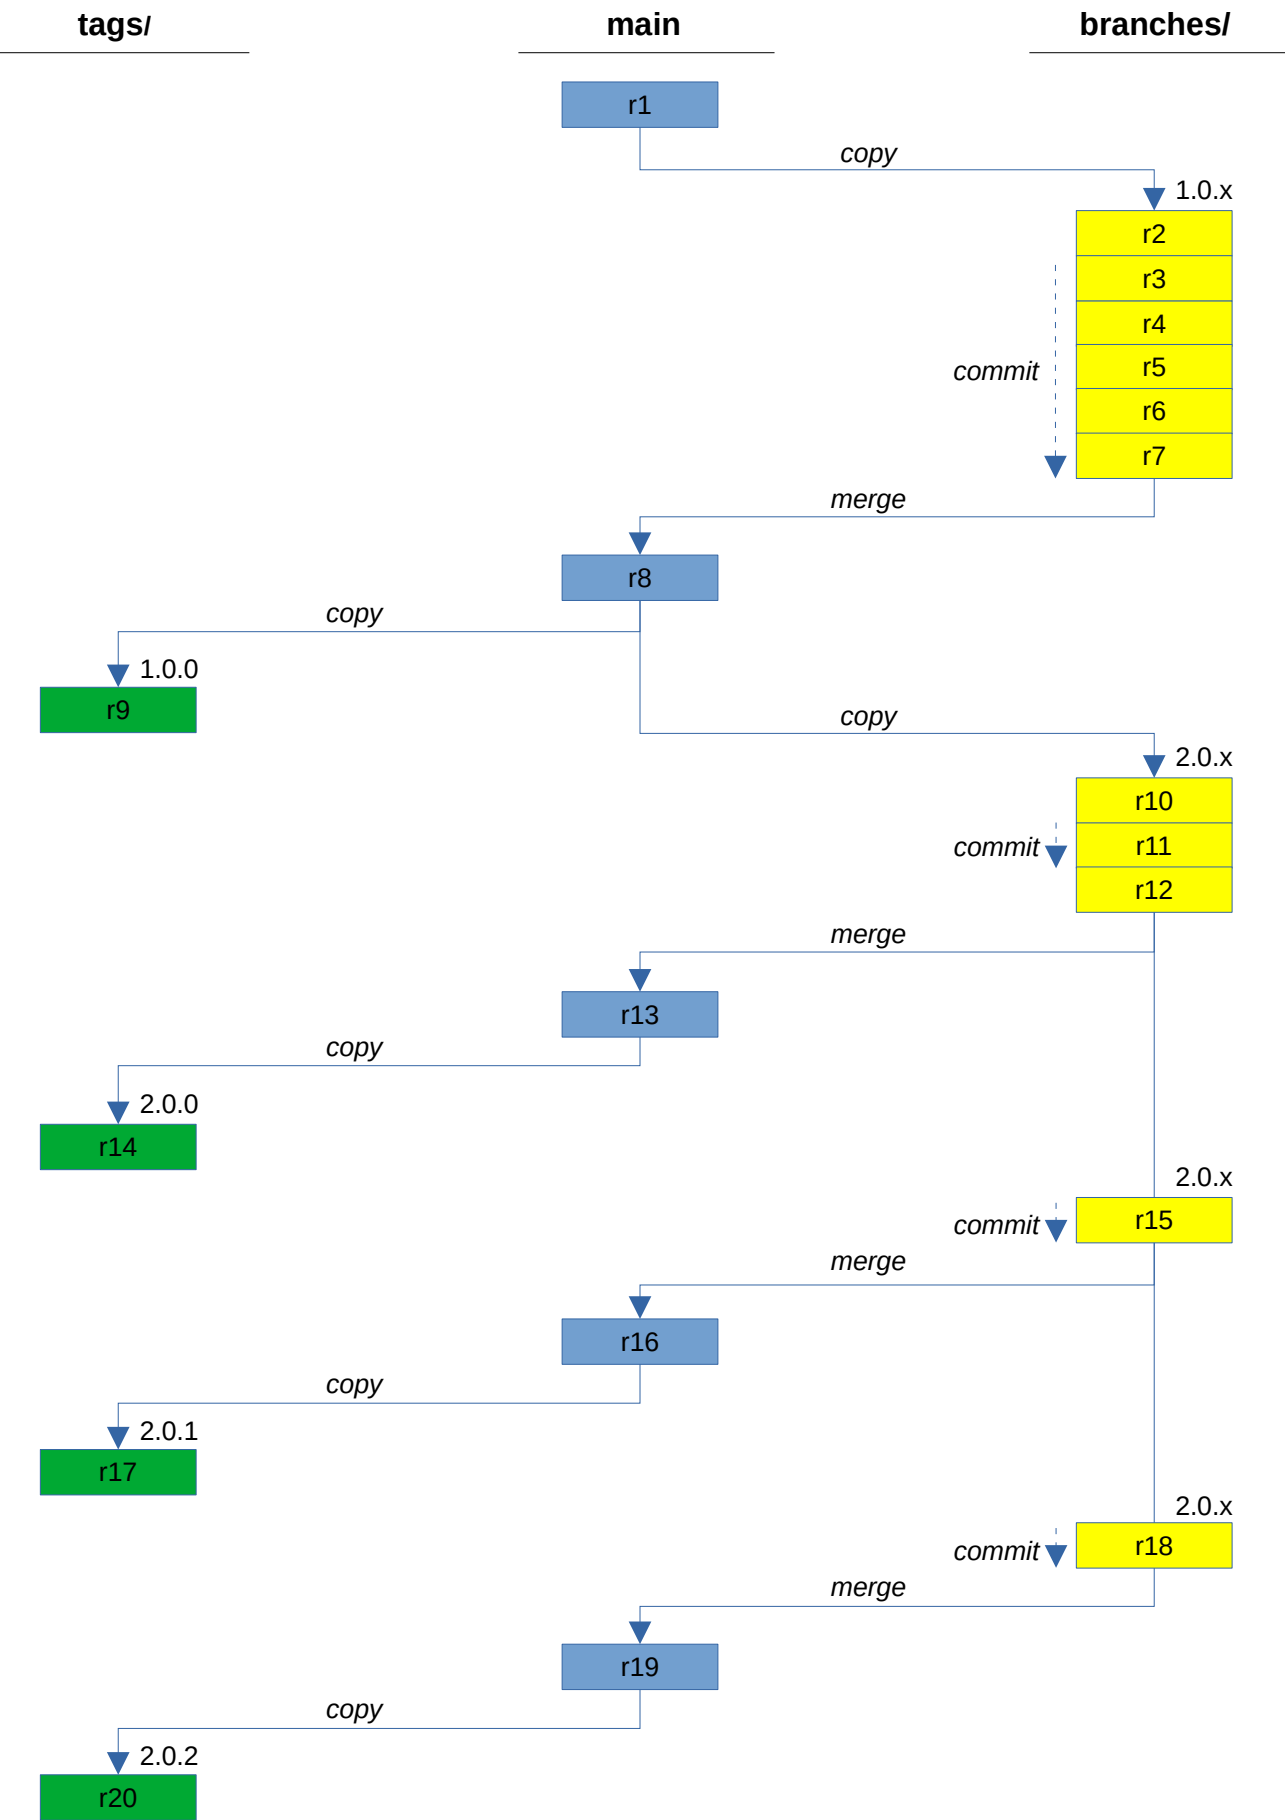 tags/
main
branches/
r1
copy
1.0.x
r2
r3
r4
commit
r5
r6
r7
merge
r8
copy
1.0.0
r9
copy
2.0.x
r10
commit
r11
r12
merge
r13
copy
2.0.0
r14
2.0.x
commit
r15
merge
r16
copy
2.0.1
r17
2.0.x
commit
r18
merge
r19
copy
2.0.2
r20